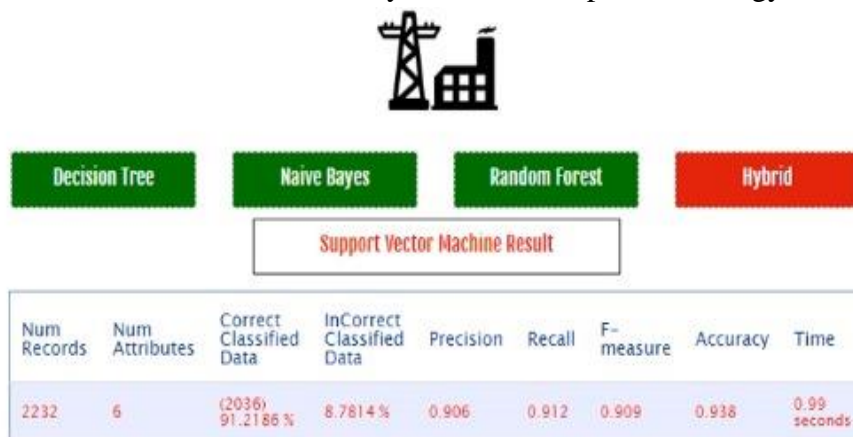 Decision Tree
Naive Bayes
Random Forest
Hybrid
Support Vector Machine Result
Num Records
Num Attributes
Correct Classified Data
InCorrect Classified Data
Precision
Recall
F-measure
Accuracy
Time
2232
6
(2036) 91.2186 %
8.7814 %
0.906
0.912
0.909
0.938
0.99 seconds